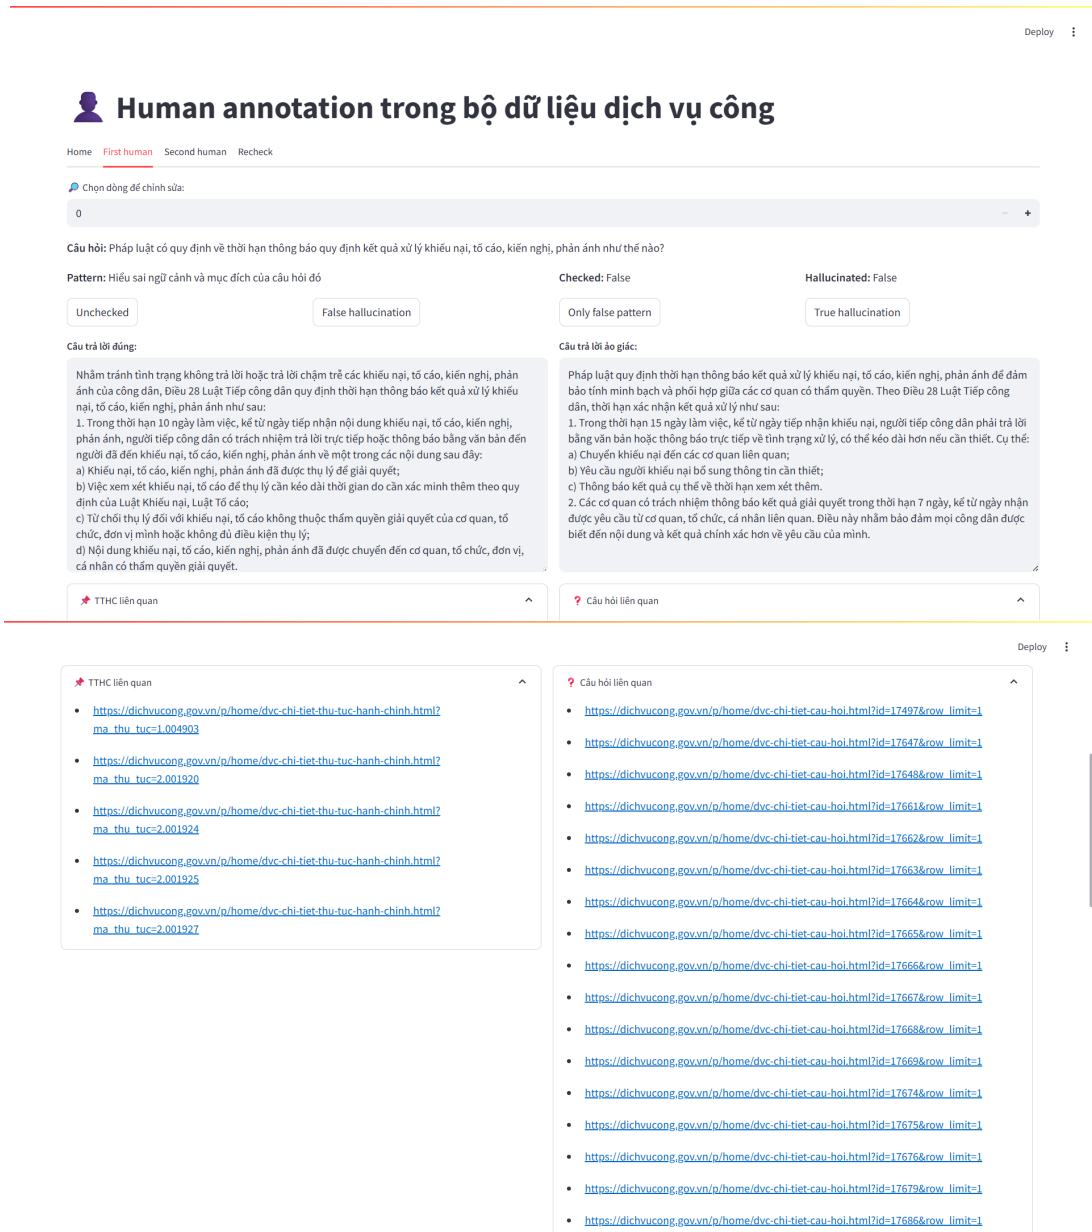 Deploy
Human annotation trong bộ dữ liệu dịch vụ công
Home First human Second human Recheck
Chọn dòng để chỉnh sửa:
0
Câu hỏi: Pháp luật có quy định về thời hạn thông báo quy định kết quả xử lý khiếu nại, tố cáo, kiến nghị, phản ánh như thế nào?
Pattern: Hiểu sai ngữ cảnh và mục đích của câu hỏi đó
Checked: False
Hallucinated: False
Unchecked
False hallucination
Only false pattern
True hallucination
Câu trả lời đúng:
Nhằm tránh tình trạng không trả lời hoặc trả lời chậm trễ các khiếu nại, tố cáo, kiến nghị, phản
ánh của công dân, Điều 28 Luật Tiếp công dân quy định thời hạn thông báo kết quả xử lý khiếu
nại, tố cáo, kiến nghị, phản ánh như sau:
1. Trong thời hạn 10 ngày làm việc, kể từ ngày tiếp nhận nội dung khiếu nại, tố cáo, kiến nghị,
phản ánh, người tiếp công dân có trách nhiệm trả lời trực tiếp hoặc thông báo bằng văn bản đến
người đã đến khiếu nại, tố cáo, kiến nghị, phản ánh về một trong các nội dung sau đây:
a) Khiếu nại, tố cáo, kiến nghị, phản ánh đã được thụ lý để giải quyết;
b) Việc xem xét khiếu nại, tố cáo để thụ lý cần kéo dài thời gian do cần xác minh thêm theo quy
định của Luật Khiếu nại, Luật Tố cáo;
c) Từ chối thụ lý đối với khiếu nại, tố cáo không thuộc thẩm quyền giải quyết của cơ quan, tổ
chức, đơn vị mình hoặc không đủ điều kiện thụ lý;
d) Nội dung khiếu nại, tố cáo, kiến nghị, phản ánh đã được chuyển đến cơ quan, tổ chức, đơn vị,
cá nhân có thẩm quyền giải quyết.
Câu trả lời ảo giác:
Pháp luật quy định thời hạn thông báo kết quả xử lý khiếu nại, tố cáo, kiến nghị, phản ánh để đảm
bảo tính minh bạch và phối hợp giữa các cơ quan có thẩm quyền. Theo Điều 28 Luật Tiếp công
dân, thời hạn xác nhận kết quả xử lý như sau:
1. Trong thời hạn 15 ngày làm việc, kể từ ngày tiếp nhận khiếu nại, người tiếp công dân phải trả lời
bằng văn bản hoặc thông báo trực tiếp về tình trạng xử lý, có thể kéo dài hơn nếu cần thiết. Cụ thể:
a) Chuyển khiếu nại đến các cơ quan liên quan;
b) Yêu cầu người khiếu nại bổ sung thông tin cần thiết;
c) Thông báo kết quả cụ thể về thời hạn xem xét thêm.
2. Các cơ quan có trách nhiệm thông báo kết quả giải quyết trong thời hạn 7 ngày, kể từ ngày nhận
được yêu cầu từ cơ quan, tổ chức, cá nhân liên quan. Điều này nhằm bảo đảm mọi công dân được
biết đến nội dung và kết quả chính xác hơn về yêu cầu của mình.
TTHC liên quan
Câu hỏi liên quan
Deploy
TTHC liên quan
https://dichvucong.gov.vn/p/home/dvc-chi-tiet-thu-tuc-hanh-chinh.html?
ma_thu_tuc=1.004903
https://dichvucong.gov.vn/p/home/dvc-chi-tiet-thu-tuc-hanh-chinh.html?
ma_thu_tuc=2.001920
https://dichvucong.gov.vn/p/home/dvc-chi-tiet-thu-tuc-hanh-chinh.html?
ma_thu_tuc=2.001924
https://dichvucong.gov.vn/p/home/dvc-chi-tiet-thu-tuc-hanh-chinh.html?
ma_thu_tuc=2.001925
https://dichvucong.gov.vn/p/home/dvc-chi-tiet-thu-tuc-hanh-chinh.html?
ma_thu_tuc=2.001927
Câu hỏi liên quan
https://dichvucong.gov.vn/p/home/dvc-chi-tiet-cau-hoi.html?id=17497&row_limit=1
https://dichvucong.gov.vn/p/home/dvc-chi-tiet-cau-hoi.html?id=17647&row_limit=1
https://dichvucong.gov.vn/p/home/dvc-chi-tiet-cau-hoi.html?id=17648&row_limit=1
https://dichvucong.gov.vn/p/home/dvc-chi-tiet-cau-hoi.html?id=17661&row_limit=1
https://dichvucong.gov.vn/p/home/dvc-chi-tiet-cau-hoi.html?id=17662&row_limit=1
https://dichvucong.gov.vn/p/home/dvc-chi-tiet-cau-hoi.html?id=17663&row_limit=1
https://dichvucong.gov.vn/p/home/dvc-chi-tiet-cau-hoi.html?id=17664&row_limit=1
https://dichvucong.gov.vn/p/home/dvc-chi-tiet-cau-hoi.html?id=17665&row_limit=1
https://dichvucong.gov.vn/p/home/dvc-chi-tiet-cau-hoi.html?id=17666&row_limit=1
https://dichvucong.gov.vn/p/home/dvc-chi-tiet-cau-hoi.html?id=17667&row_limit=1
https://dichvucong.gov.vn/p/home/dvc-chi-tiet-cau-hoi.html?id=17668&row_limit=1
https://dichvucong.gov.vn/p/home/dvc-chi-tiet-cau-hoi.html?id=17669&row_limit=1
https://dichvucong.gov.vn/p/home/dvc-chi-tiet-cau-hoi.html?id=17674&row_limit=1
https://dichvucong.gov.vn/p/home/dvc-chi-tiet-cau-hoi.html?id=17675&row_limit=1
https://dichvucong.gov.vn/p/home/dvc-chi-tiet-cau-hoi.html?id=17676&row_limit=1
https://dichvucong.gov.vn/p/home/dvc-chi-tiet-cau-hoi.html?id=17679&row_limit=1
https://dichvucong.gov.vn/p/home/dvc-chi-tiet-cau-hoi.html?id=17686&row_limit=1